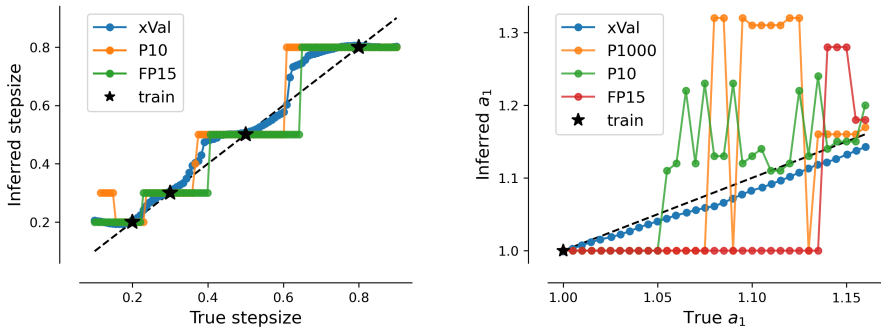 xVal
P10
FP15
train
0.8
0.6
0.4
0.2
Inferred stepsize
0.2
0.4
0.6
0.8
True stepsize
xVal
P1000
P10
FP15
train
1.3
1.2
1.1
1.0
Inferred a₁
1.00
1.05
1.10
1.15
True a₁